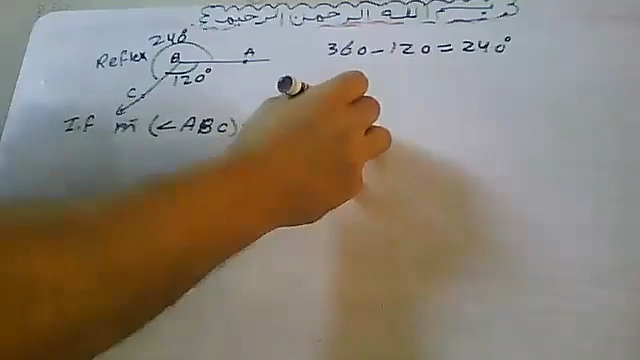 بسم الله الرحمن الرحيم
240°
Reflex B A
360-120=240°
120°
C
If m (<ABC)